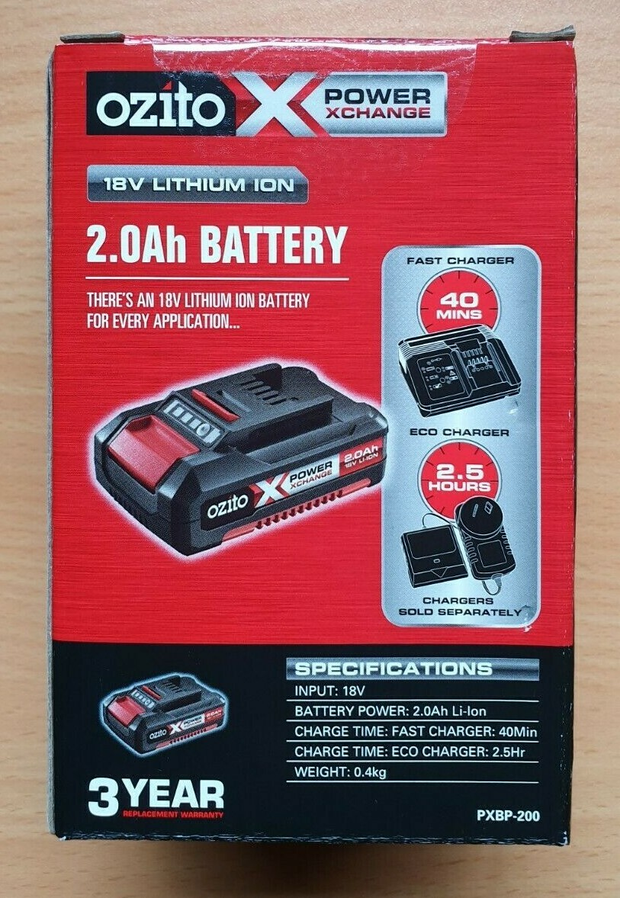 ozito X POWER
XCHANGE
18V LITHIUM ION
2.0Ah BATTERY
THERE'S AN 18V LITHIUM ION BATTERY
FOR EVERY APPLICATION...
FAST CHARGER
40
MINS
ECO CHARGER
2.5
HOURS
CHARGERS
SOLD SEPARATELY
ozito X POWER
XCHANGE
2.0Ah
18V LI-ION
SPECIFICATIONS
INPUT: 18V
BATTERY POWER: 2.0Ah Li-Ion
CHARGE TIME: FAST CHARGER: 40Min
CHARGE TIME: ECO CHARGER: 2.5Hr
WEIGHT: 0.4kg
ozito X
3 YEAR
REPLACEMENT WARRANTY
PXBP-200